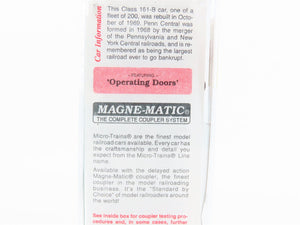 Car Information
This Class 161-B car, one of a
fleet of 200, was rebuilt in Octo-
ber of 1969. Penn Central was
formed in 1968 by the merger
of the Pennsylvania and New
York Central railroads, and is re-
membered as being the largest
railroad ever to go bankrupt.
- FEATURING -
'Operating Doors'
MAGNE-MATIC®
THE COMPLETE COUPLER SYSTEM
Micro-Trains® are the finest model
railroad cars available. Every car has
the craftsmanship and detail you
expect from the Micro-Trains® Line
name.
Available with the delayed action
Magne-Matic® coupler, the finest
coupler in the model railroading
business. It's the "Standard by
Choice" of model railroaders around
the world.
See inside box for coupler testing pro-
cedures and, in some cases, further